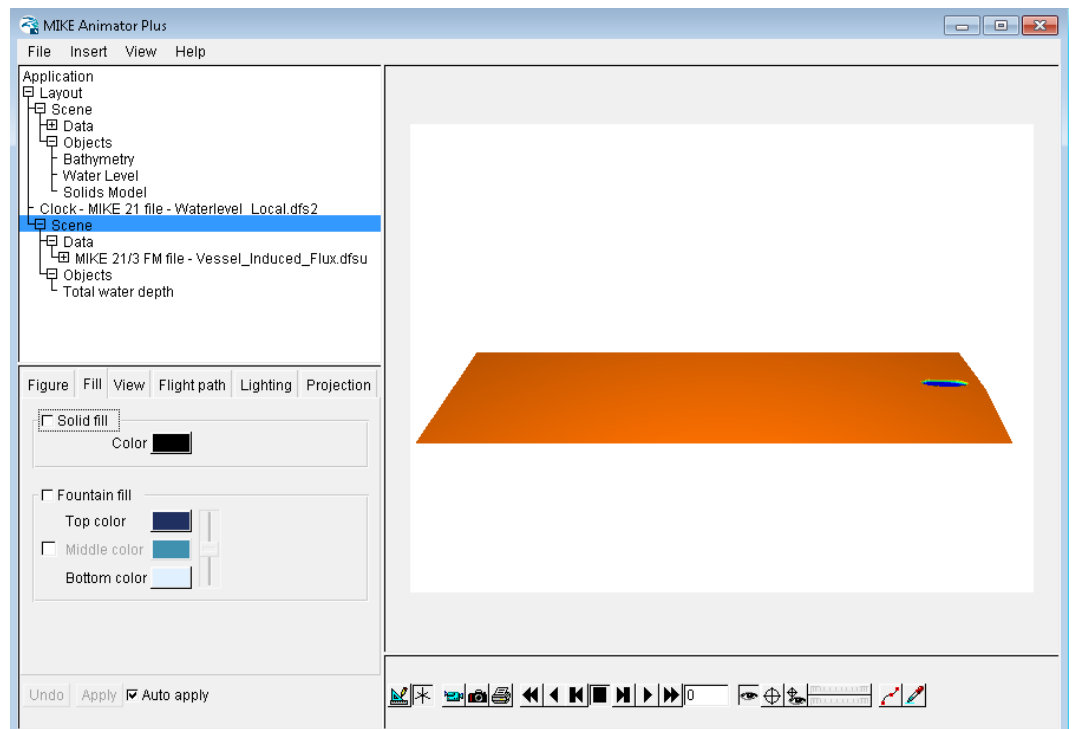 MIKE Animator Plus
File Insert View Help
Application
Layout
Scene
Data
Objects
Bathymetry
Water Level
Solids Model
Clock - MIKE 21 file - Waterlevel_Local.dfs2
Scene
Data
MIKE 21/3 FM file - Vessel_Induced_Flux.dfsu
Objects
Total water depth
Figure Fill View Flight path Lighting Projection
Solid fill
Color
Fountain fill
Top color
Middle color
Bottom color
Undo Apply Auto apply
0